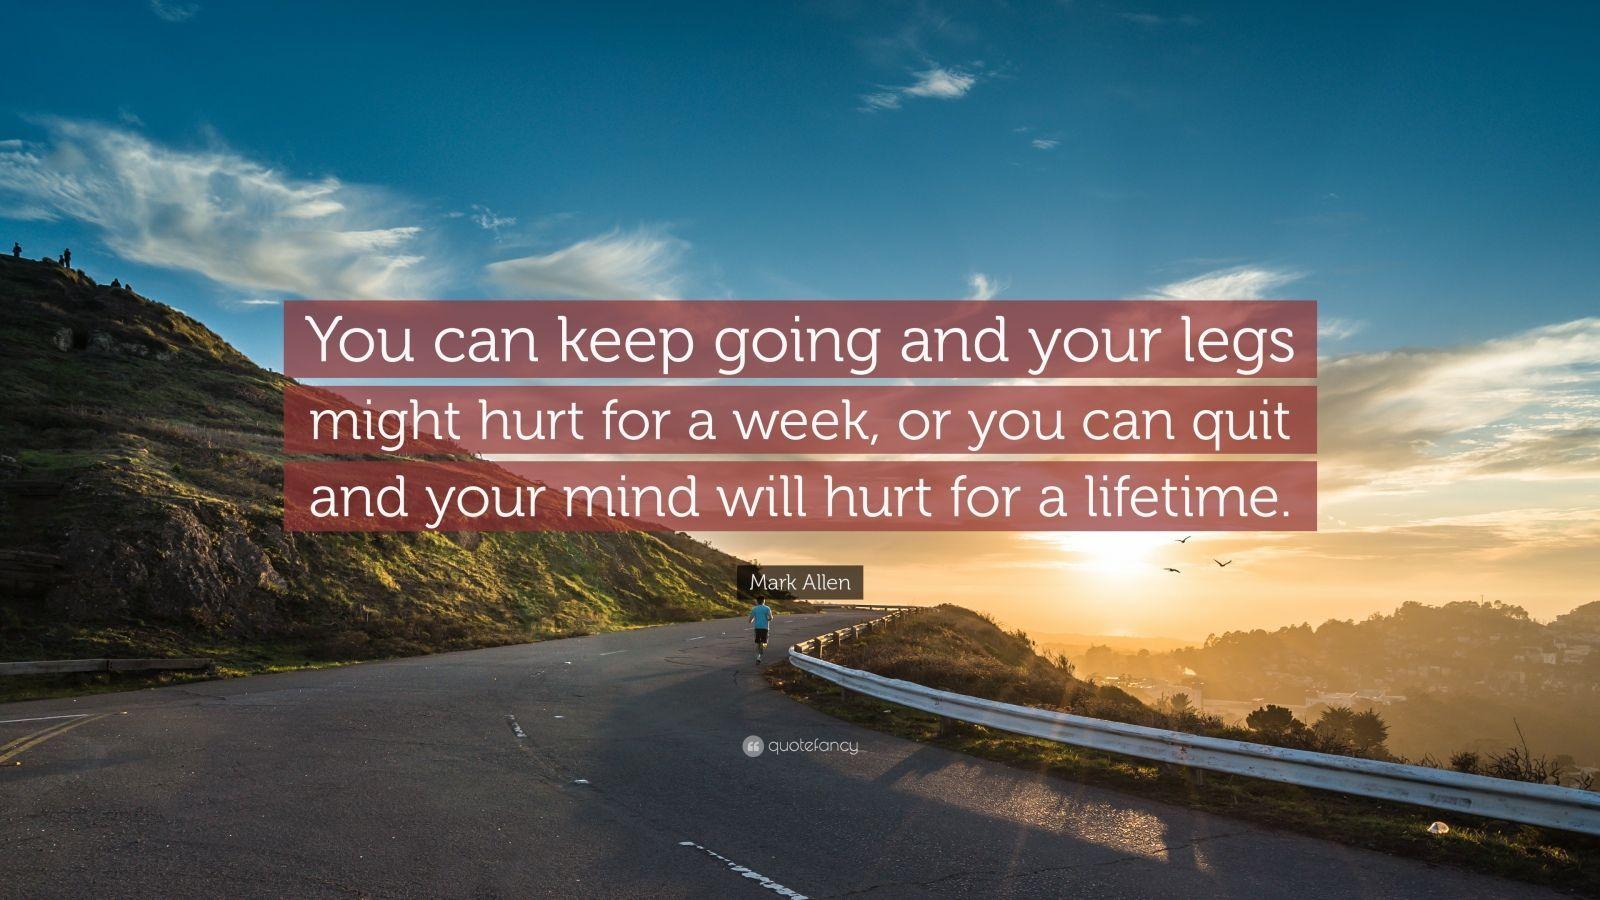 You can keep going and your legs
might hurt for a week, or you can quit
and your mind will hurt for a lifetime.
Mark Allen
quotefancy